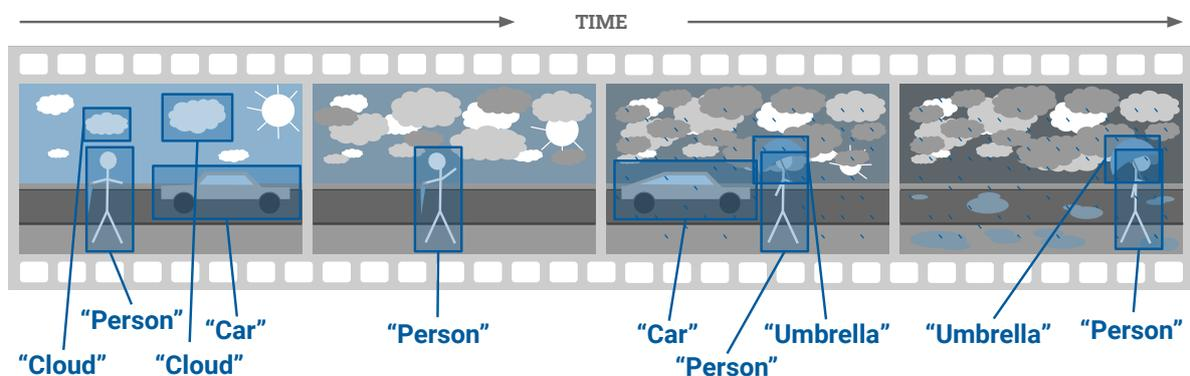 TIME
“Person”
“Car”
“Cloud”
“Cloud”
“Person”
“Car”
“Person”
“Umbrella”
“Umbrella”
“Person”